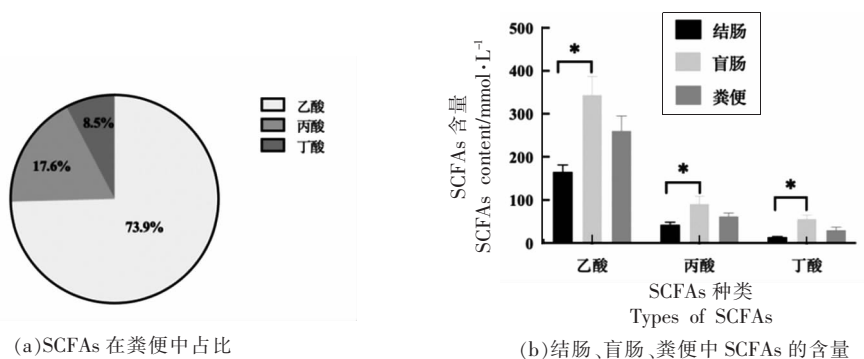 8.5%
17.6%
73.9%
乙酸
丙酸
丁酸
(a)SCFAs 在粪便中占比
SCFAs 含量
SCFAs content/mmol·L⁻¹
500
400
300
200
100
0
*
*
*
结肠
盲肠
粪便
乙酸
丙酸
丁酸
SCFAs 种类
Types of SCFAs
(b)结肠、盲肠、粪便中 SCFAs 的含量